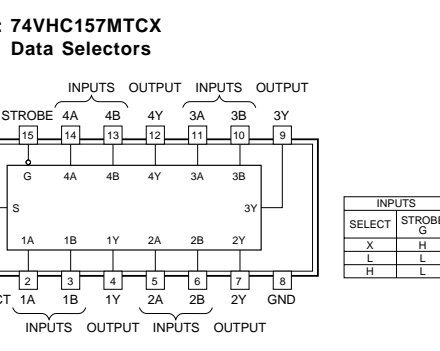 : 74VHC157MTCX
Data Selectors
INPUTS OUTPUT INPUTS OUTPUT
STROBE 4A 4B 4Y 3A 3B 3Y
15 14 13 12 11 10 9
G 4A 4B 4Y 3A 3B
S 3Y
1A 1B 1Y 2A 2B 2Y
2 3 4 5 6 7 8
CT 1A 1B 1Y 2A 2B 2Y GND
INPUTS OUTPUT INPUTS OUTPUT
INPUTS
SELECT STROBE
G
X H
L L
H L